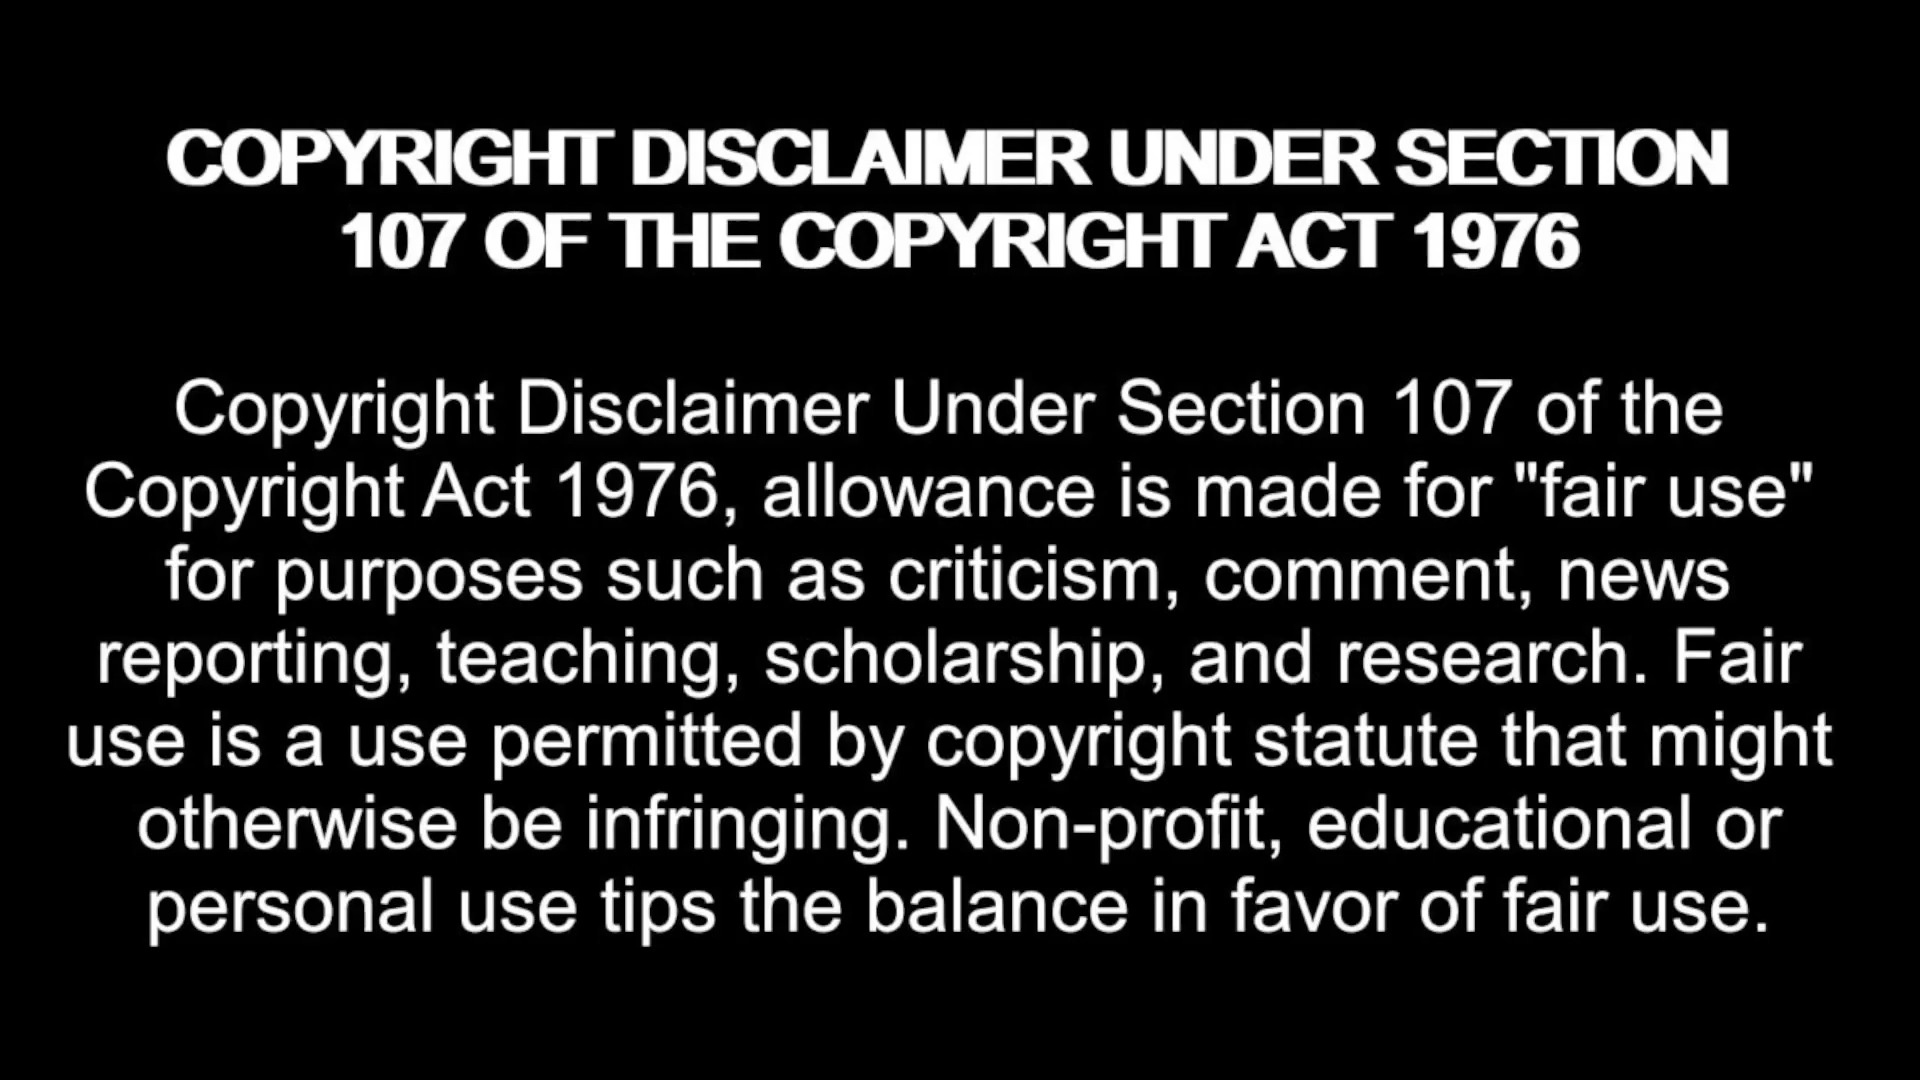 COPYRIGHT DISCLAIMER UNDER SECTION
107 OF THE COPYRIGHT ACT 1976
Copyright Disclaimer Under Section 107 of the
Copyright Act 1976, allowance is made for "fair use"
for purposes such as criticism, comment, news
reporting, teaching, scholarship, and research. Fair
use is a use permitted by copyright statute that might
otherwise be infringing. Non-profit, educational or
personal use tips the balance in favor of fair use.